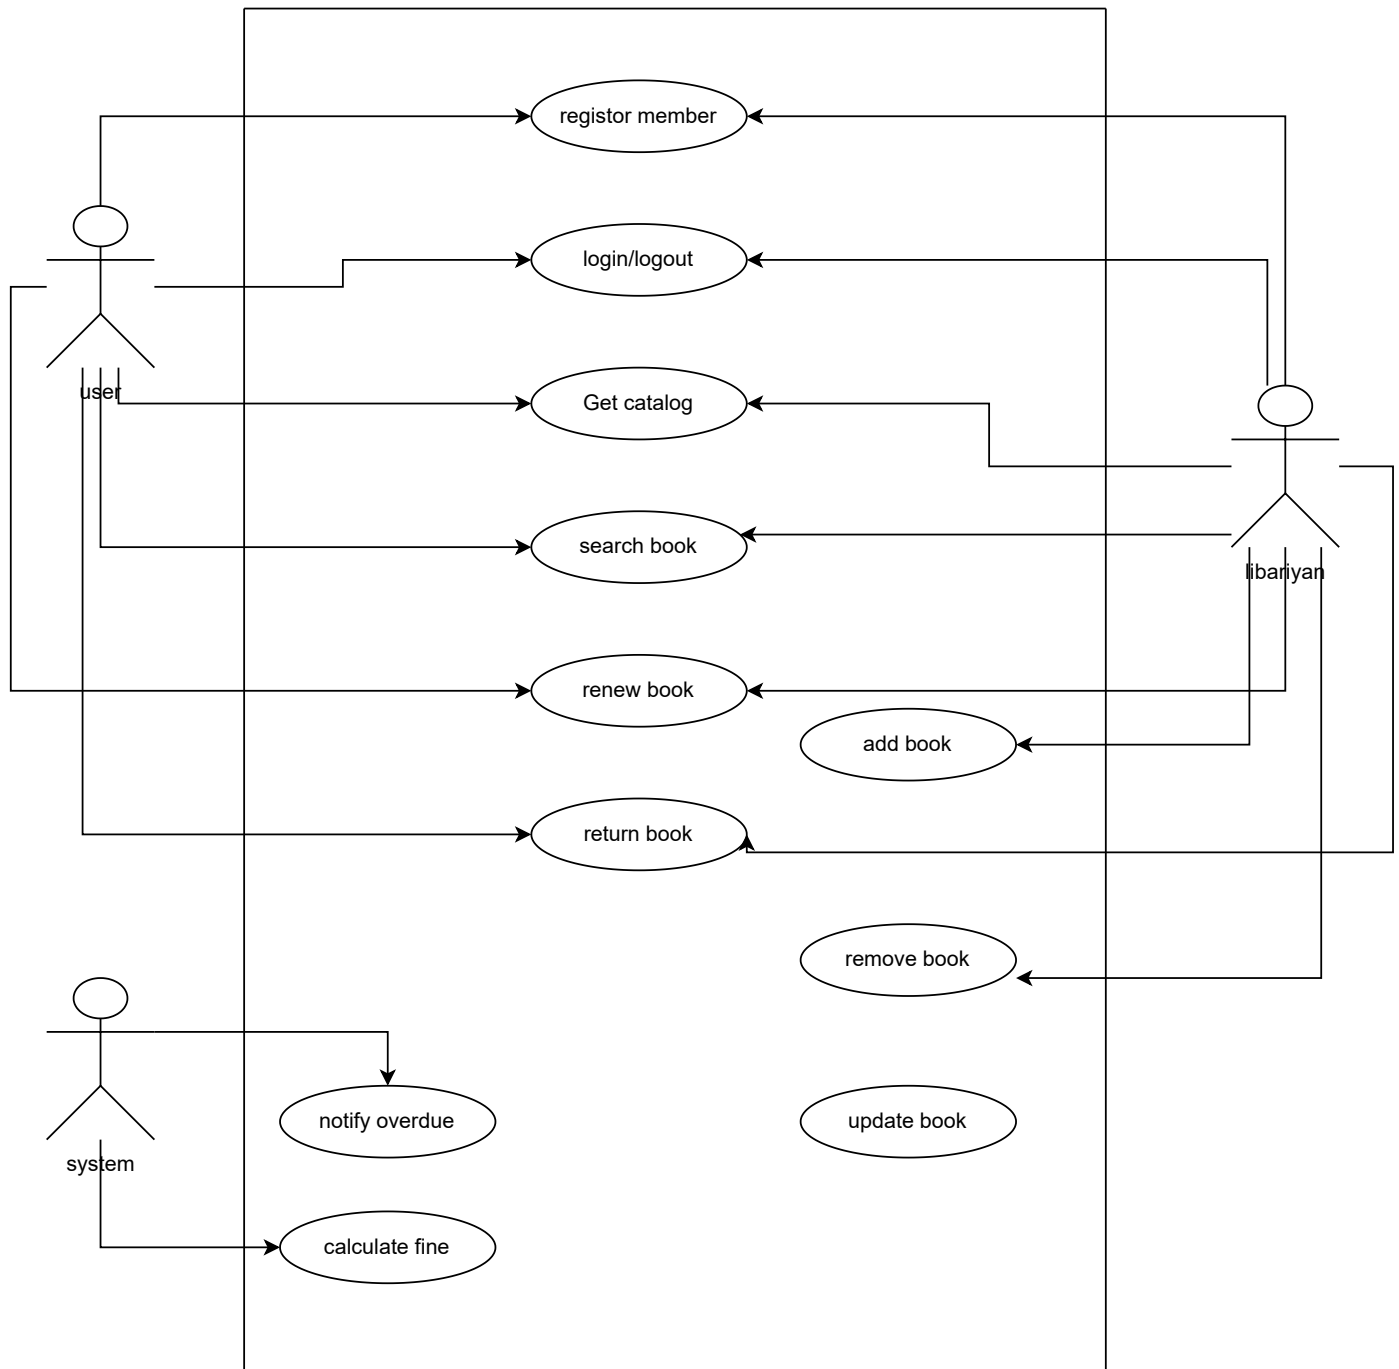 registor member
login/logout
user
Get catalog
search book
libariyan
renew book
add book
return book
remove book
notify overdue
update book
system
calculate fine